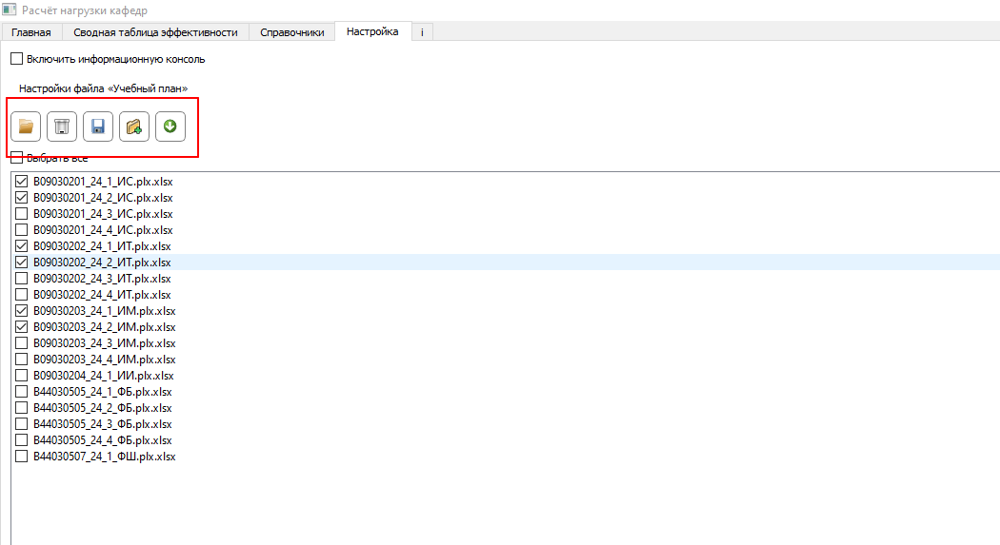 Расчёт нагрузки кафедр
Главная Сводная таблица эффективности Справочники Настройка i
Включить информационную консоль
Настройки файла «Учебный план»
Выбрать все
B09030201_24_1_ИС.plx.xlsx
B09030201_24_2_ИС.plx.xlsx
B09030201_24_3_ИС.plx.xlsx
B09030201_24_4_ИС.plx.xlsx
B09030202_24_1_ИТ.plx.xlsx
B09030202_24_2_ИТ.plx.xlsx
B09030202_24_3_ИТ.plx.xlsx
B09030202_24_4_ИТ.plx.xlsx
B09030203_24_1_ИМ.plx.xlsx
B09030203_24_2_ИМ.plx.xlsx
B09030203_24_3_ИМ.plx.xlsx
B09030203_24_4_ИМ.plx.xlsx
B09030204_24_1_ИИ.plx.xlsx
B44030505_24_1_ФБ.plx.xlsx
B44030505_24_2_ФБ.plx.xlsx
B44030505_24_3_ФБ.plx.xlsx
B44030505_24_4_ФБ.plx.xlsx
B44030507_24_1_ФШ.plx.xlsx